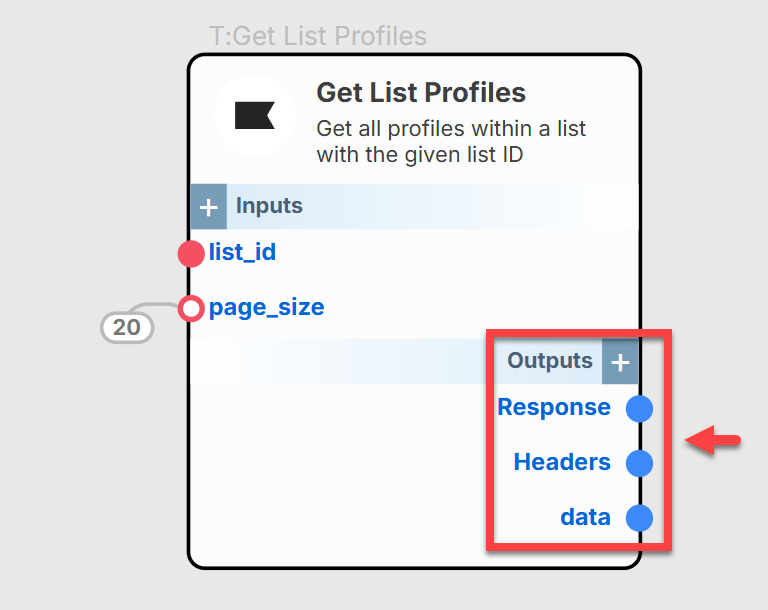 T:Get List Profiles
Get List Profiles
Get all profiles within a list
with the given list ID
+ Inputs
list_id
page_size
20
Outputs +
Response
Headers
data